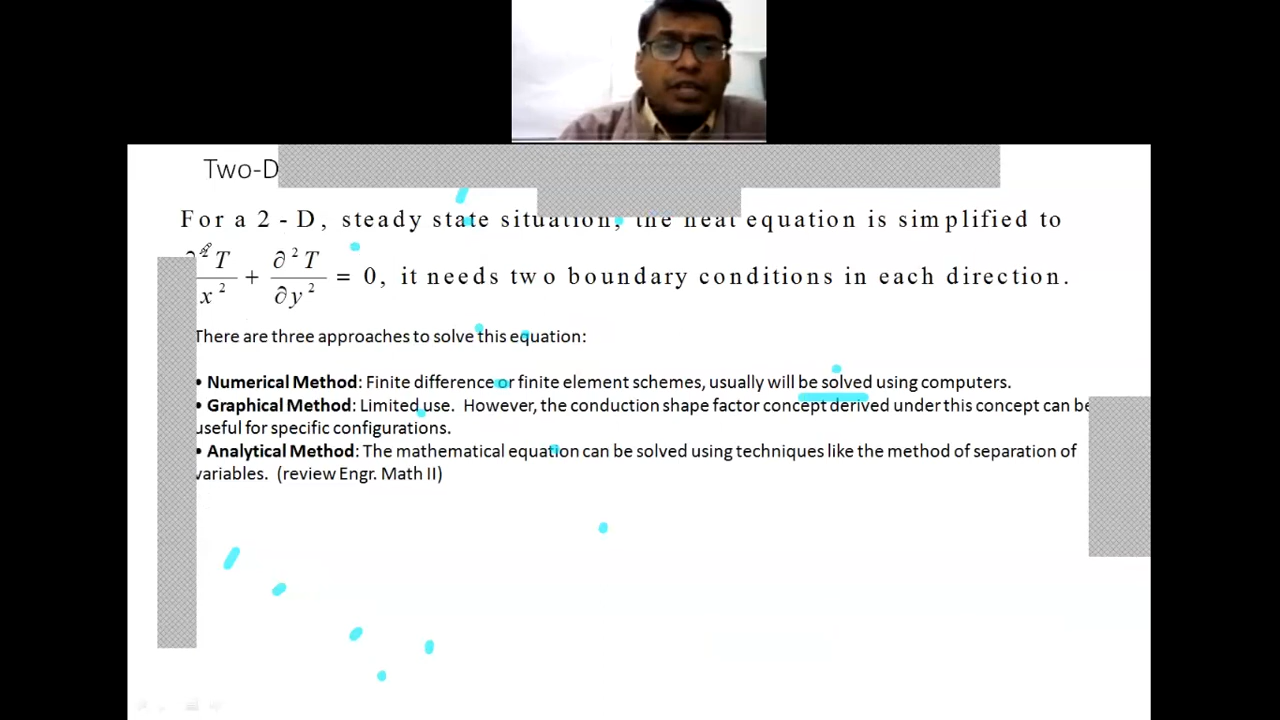 Two-D
For a 2 - D, steady state situation, the heat equation is simplified to
∂²T/∂x² + ∂²T/∂y² = 0, it needs two boundary conditions in each direction.
There are three approaches to solve this equation:
• Numerical Method: Finite difference or finite element schemes, usually will be solved using computers.
• Graphical Method: Limited use. However, the conduction shape factor concept derived under this concept can be
useful for specific configurations.
• Analytical Method: The mathematical equation can be solved using techniques like the method of separation of
variables. (review Engr. Math II)